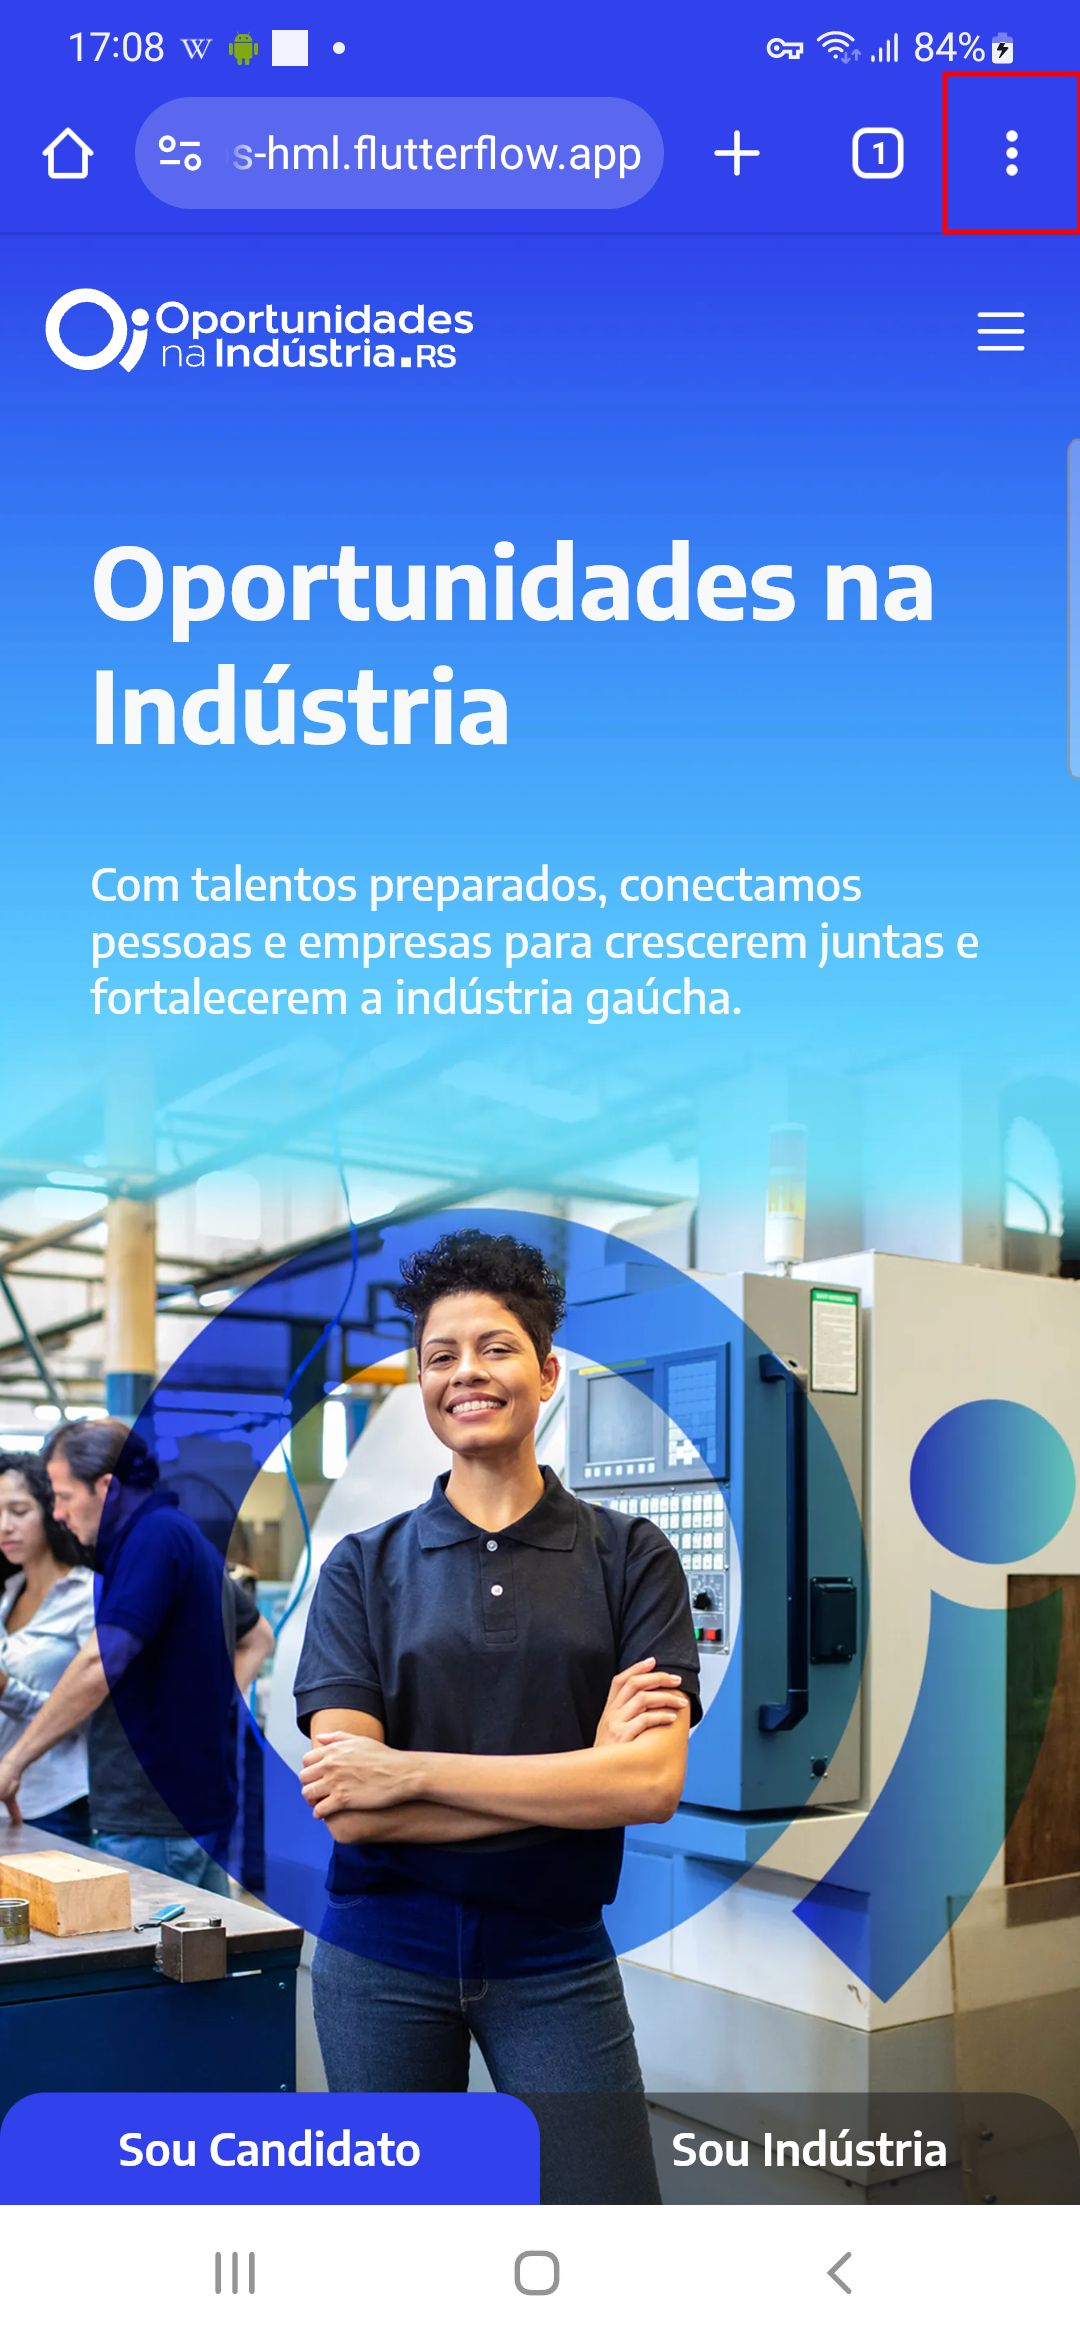 17:08 W 84%
s-hml.flutterflow.app 1
Oportunidades
na Indústria.RS
Oportunidades na
Indústria
Com talentos preparados, conectamos
pessoas e empresas para crescerem juntas e
fortalecerem a indústria gaúcha.
Sou Candidato
Sou Indústria